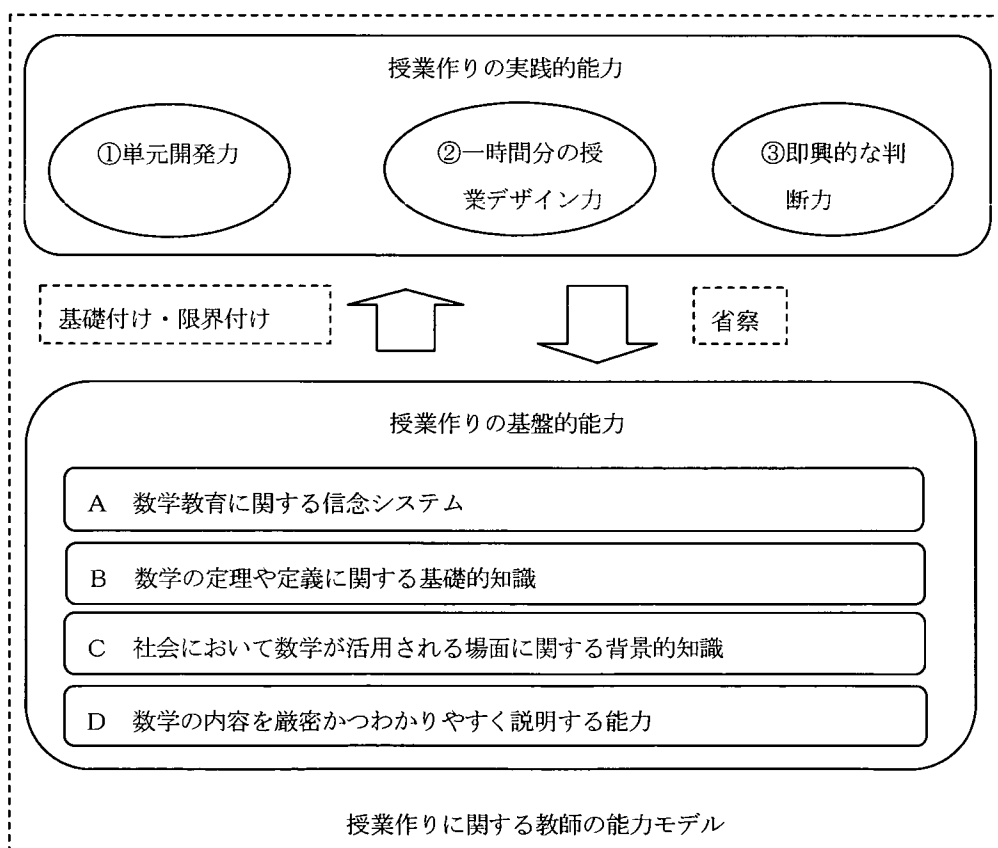 授業作りの実践的能力
①単元開発力
②一時間分の授
業デザイン力
③即興的な判
断力
基礎付け・限界付け
省察
授業作りの基盤的能力
A 数学教育に関する信念システム
B 数学の定理や定義に関する基礎的知識
C 社会において数学が活用される場面に関する背景的知識
D 数学の内容を厳密かつわかりやすく説明する能力
授業作りに関する教師の能力モデル